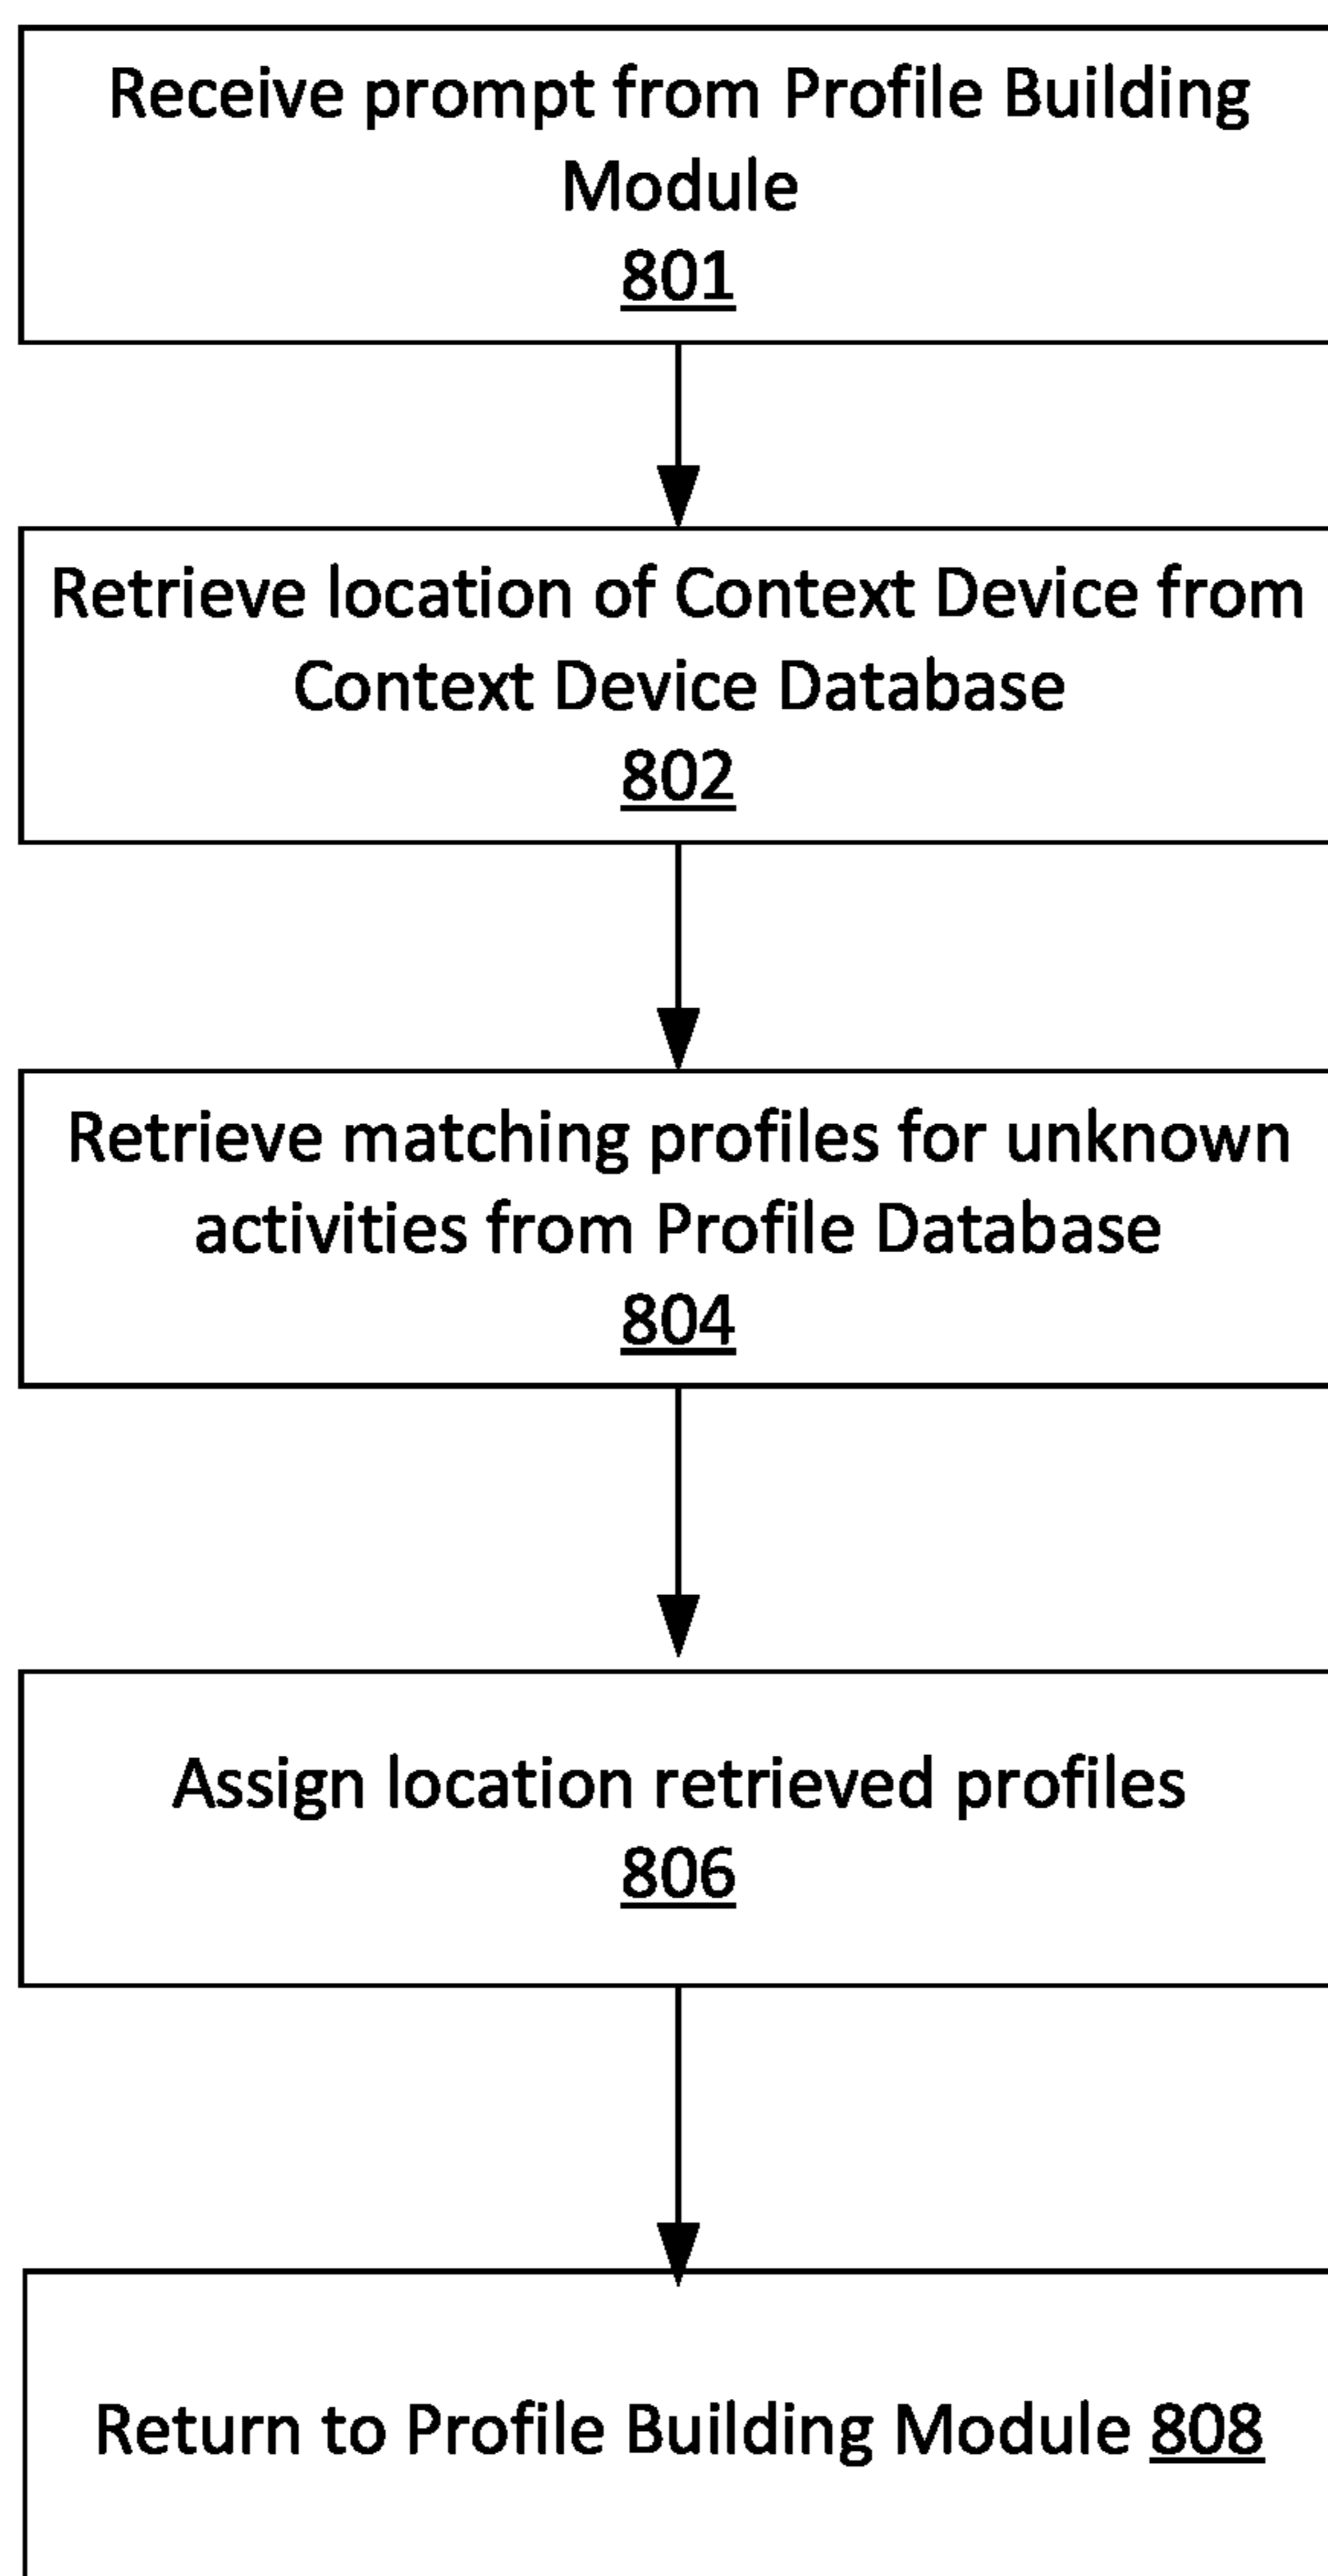 Receive prompt from Profile Building
Module
801
Retrieve location of Context Device from
Context Device Database
802
Retrieve matching profiles for unknown
activities from Profile Database
804
Assign location retrieved profiles
806
Return to Profile Building Module 808